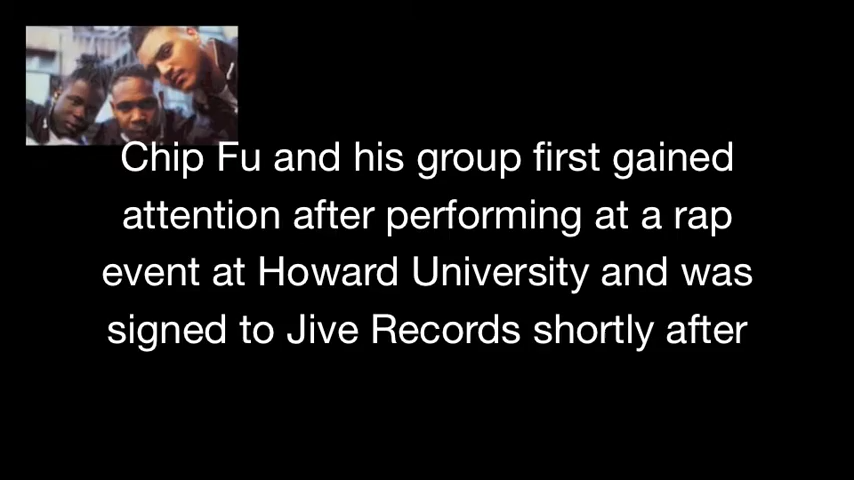 Chip Fu and his group first gained
attention after performing at a rap
event at Howard University and was
signed to Jive Records shortly after